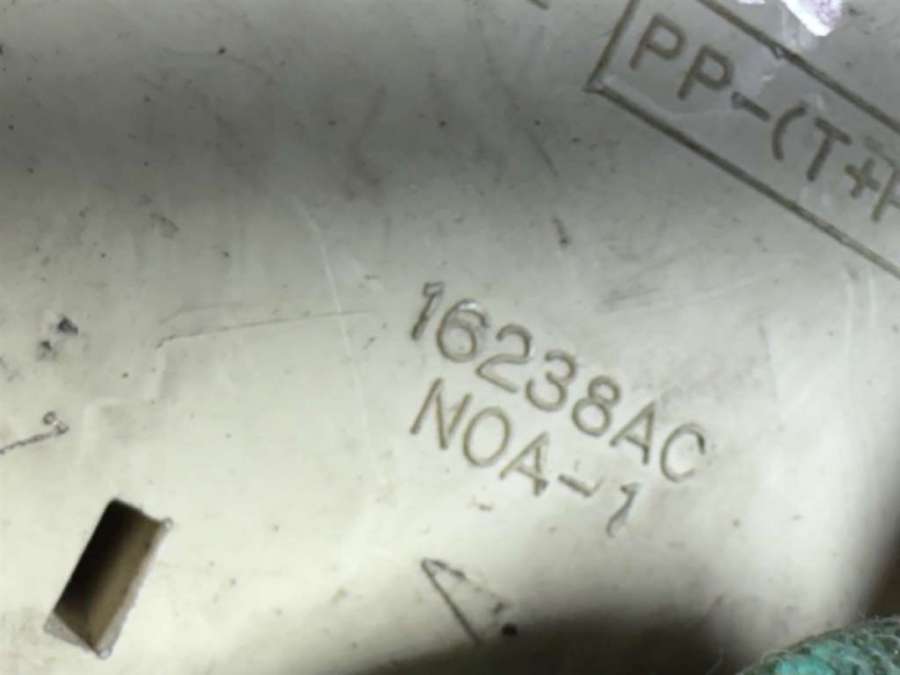 PP-(T+
16238AC
NOA-1